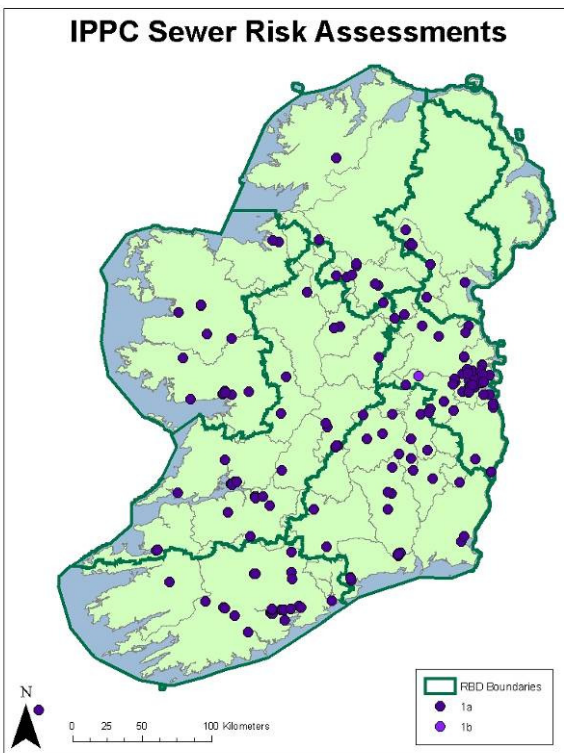 IPPC Sewer Risk Assessments
N
0 25 50 100 Kilometers
RBD Boundaries
1a
1b